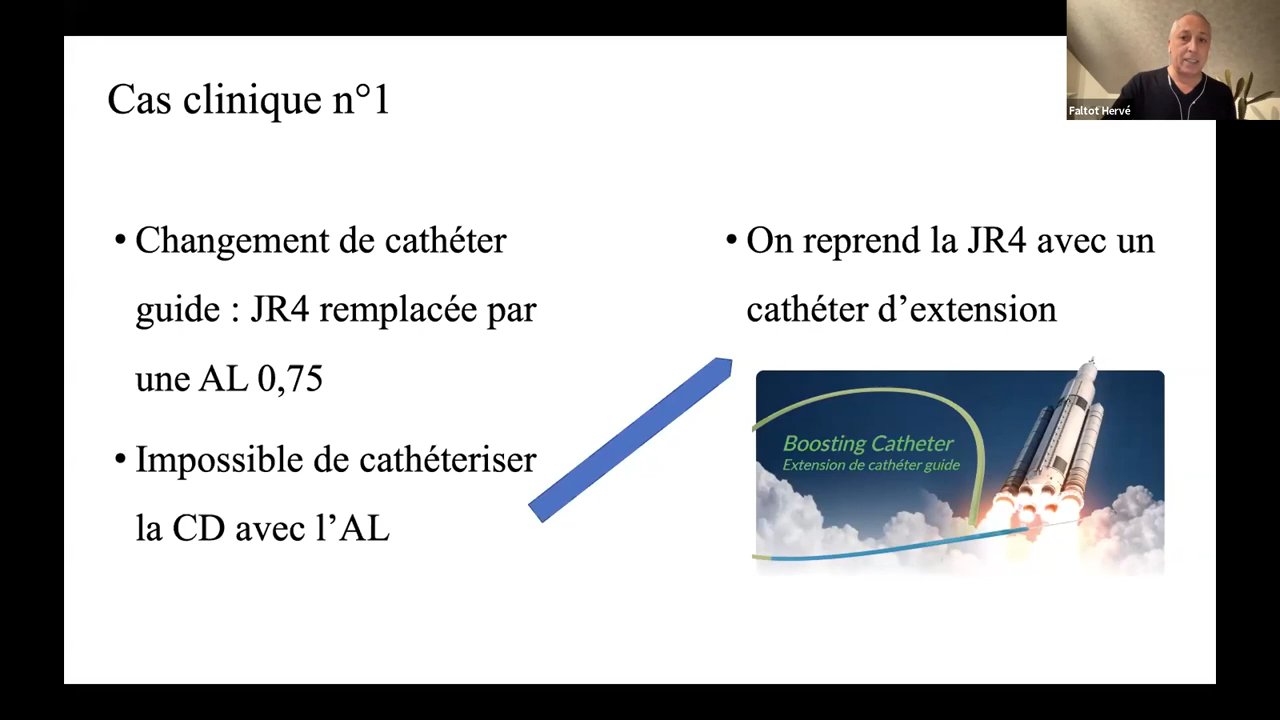 Cas clinique n°1
Faltot Hervé
• Changement de cathéter
guide : JR4 remplacée par
une AL 0,75
• Impossible de cathéteriser
la CD avec l’AL
• On reprend la JR4 avec un
cathéter d’extension
Boosting Catheter
Extension de cathéter guide